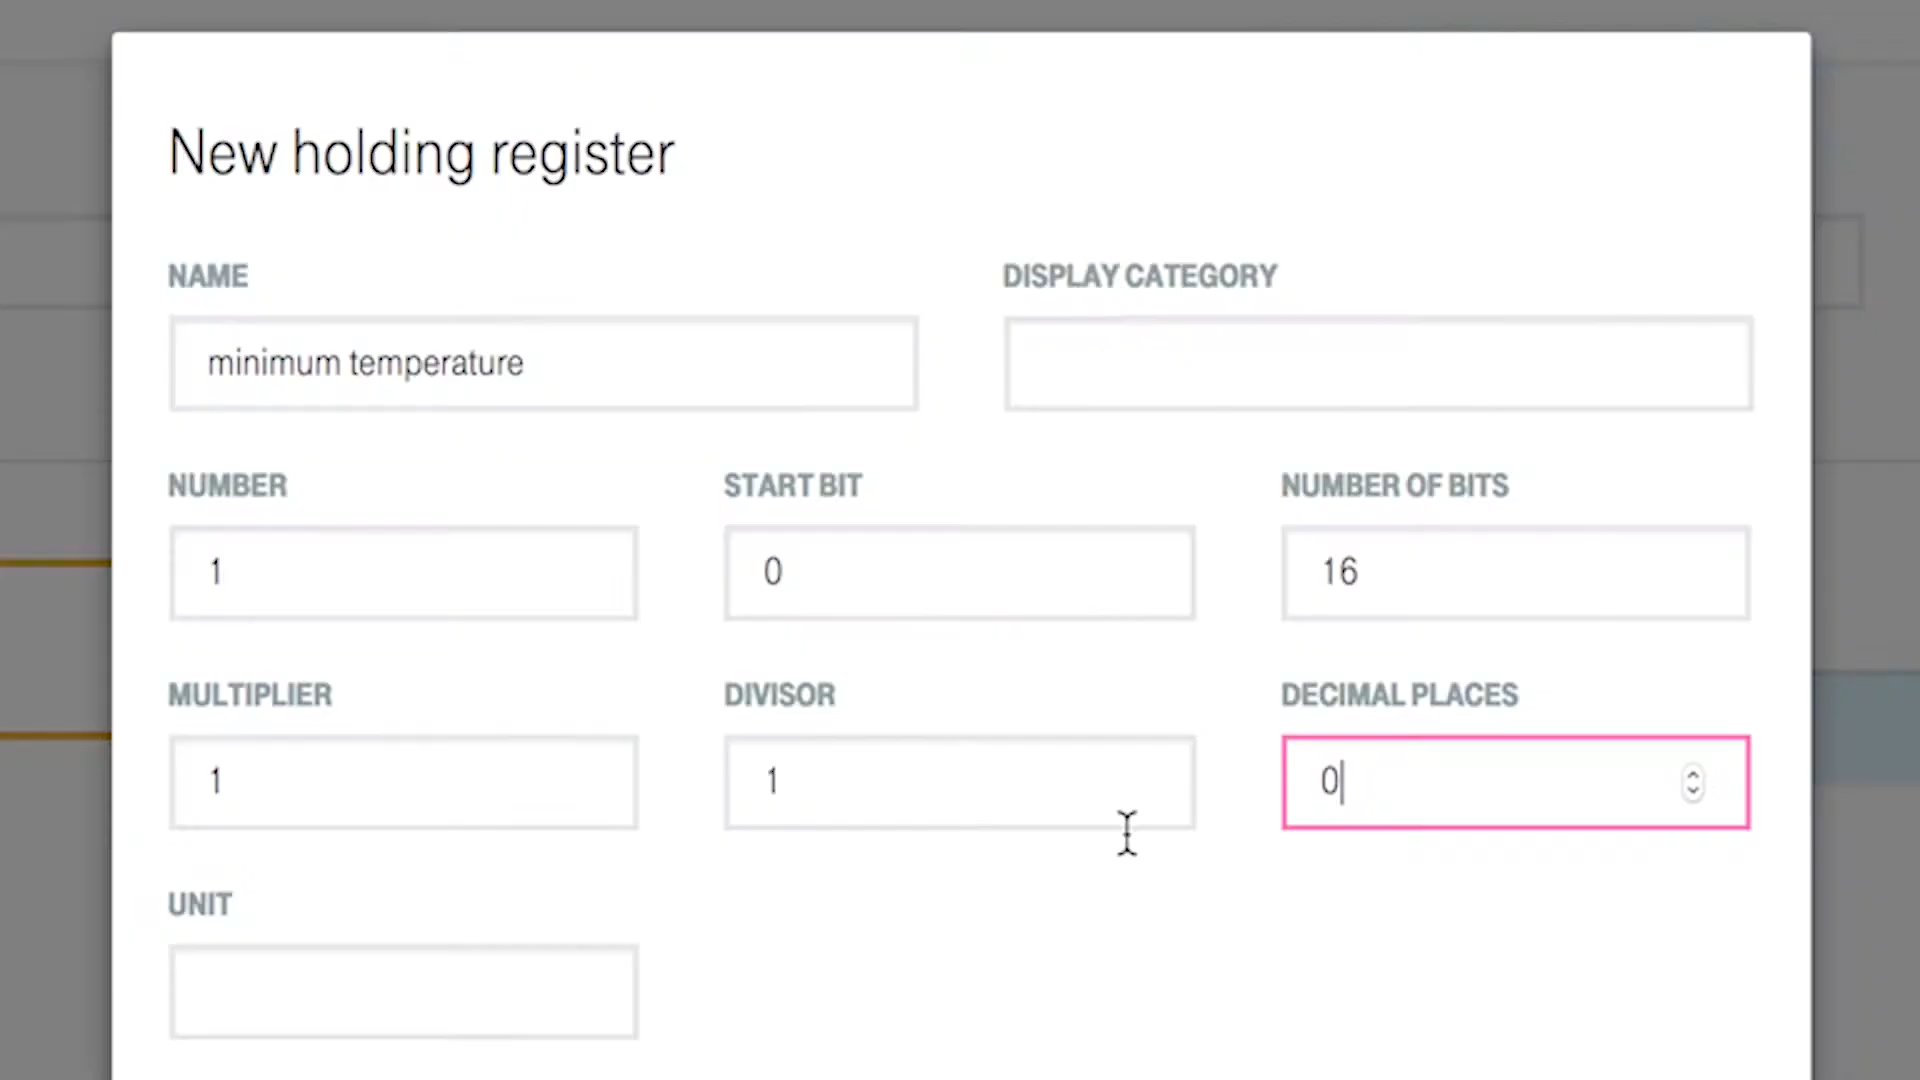 New holding register
NAME
DISPLAY CATEGORY
minimum temperature
NUMBER
START BIT
NUMBER OF BITS
1
0
16
MULTIPLIER
DIVISOR
DECIMAL PLACES
1
1
0
UNIT